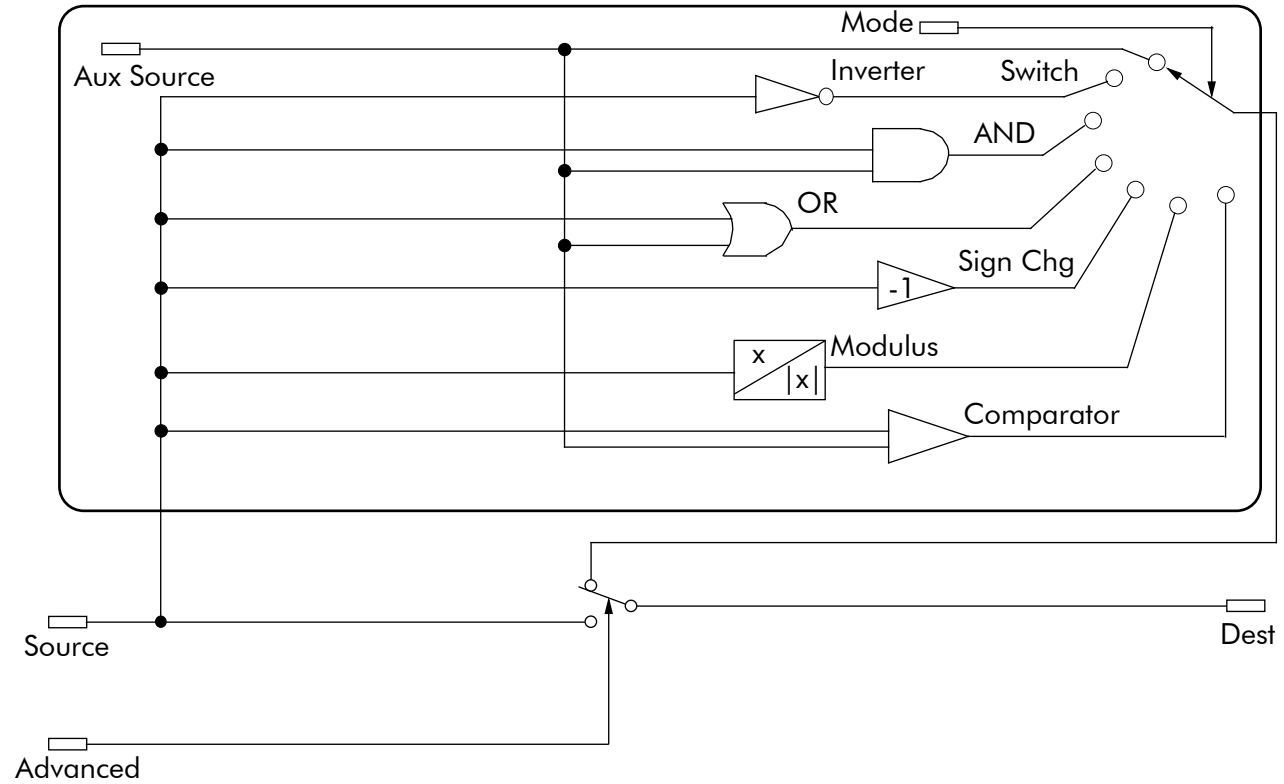 Mode
Aux Source
Inverter
Switch
AND
OR
Sign Chg
-1
x
|x|
Modulus
Comparator
Source
Dest
Advanced